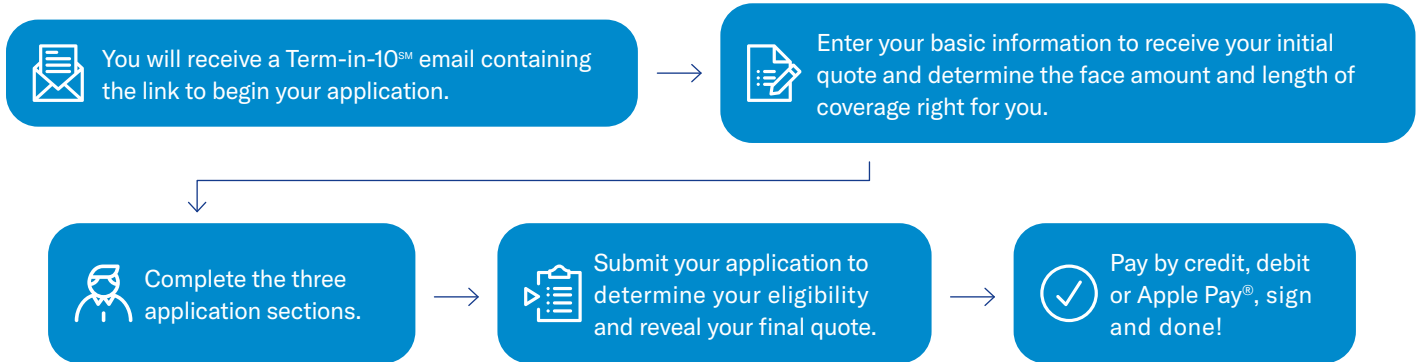 You will receive a Term-in-10℠ email containing
the link to begin your application.
Enter your basic information to receive your initial
quote and determine the face amount and length of
coverage right for you.
Complete the three
application sections.
Submit your application to
determine your eligibility
and reveal your final quote.
Pay by credit, debit
or Apple Pay®, sign
and done!